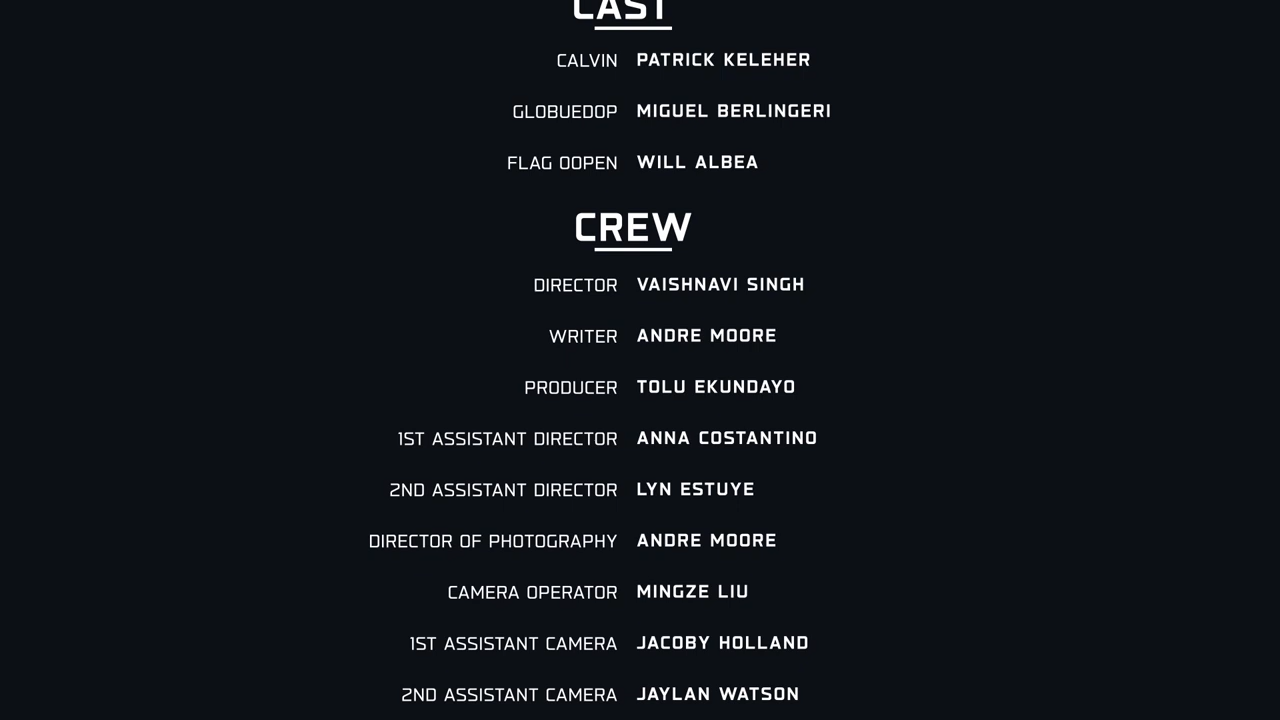 CAST
CALVIN PATRICK KELEHER
GLOBUEDOP MIGUEL BERLINGERI
FLAG OOPEN WILL ALBEA
CREW
DIRECTOR VAISHNAVI SINGH
WRITER ANDRE MOORE
PRODUCER TOLU EKUNDAYO
1ST ASSISTANT DIRECTOR ANNA COSTANTINO
2ND ASSISTANT DIRECTOR LYN ESTUYE
DIRECTOR OF PHOTOGRAPHY ANDRE MOORE
CAMERA OPERATOR MINGZE LIU
1ST ASSISTANT CAMERA JACOBY HOLLAND
2ND ASSISTANT CAMERA JAYLAN WATSON